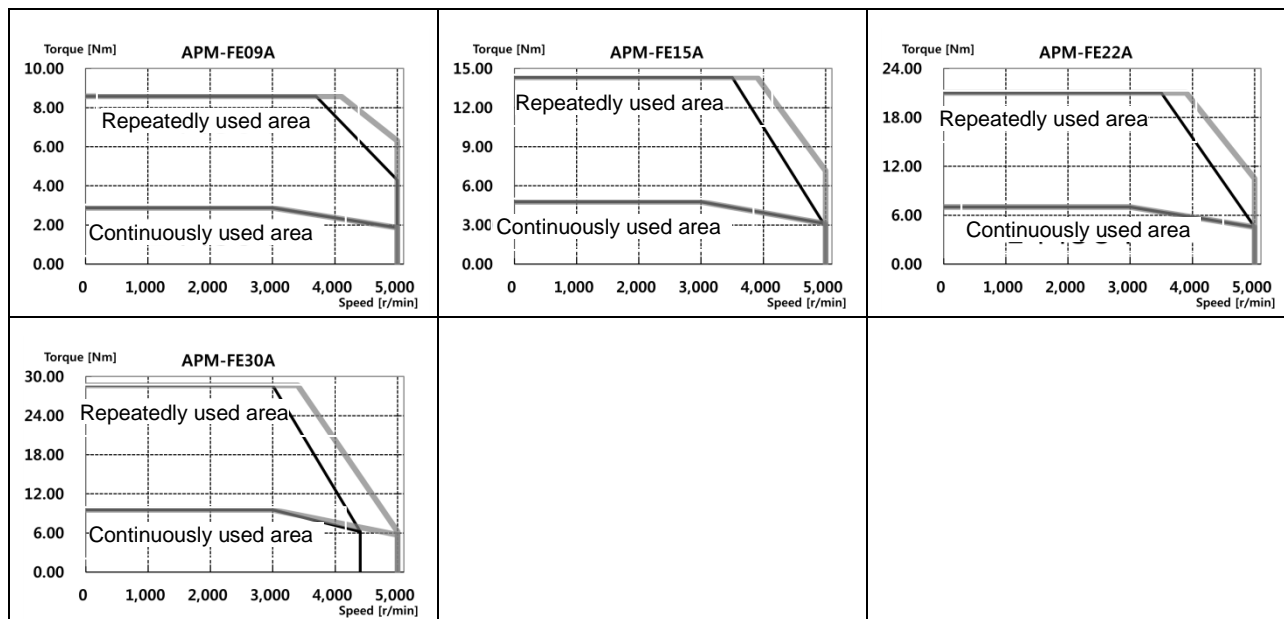 Torque [Nm] APM-FE09A
10.00
8.00
Repeatedly used area
6.00
4.00
2.00
Continuously used area
0.00
0 1,000 2,000 3,000 4,000 5,000
Speed [r/min]
Torque [Nm] APM-FE15A
15.00
12.00
Repeatedly used area
9.00
6.00
3.00
Continuously used area
0.00
0 1,000 2,000 3,000 4,000 5,000
Speed [r/min]
Torque [Nm] APM-FE22A
24.00
18.00
Repeatedly used area
12.00
6.00
Continuously used area
0.00
0 1,000 2,000 3,000 4,000 5,000
Speed [r/min]
Torque [Nm] APM-FE30A
30.00
24.00
Repeatedly used area
18.00
12.00
6.00
Continuously used area
0.00
0 1,000 2,000 3,000 4,000 5,000
Speed [r/min]